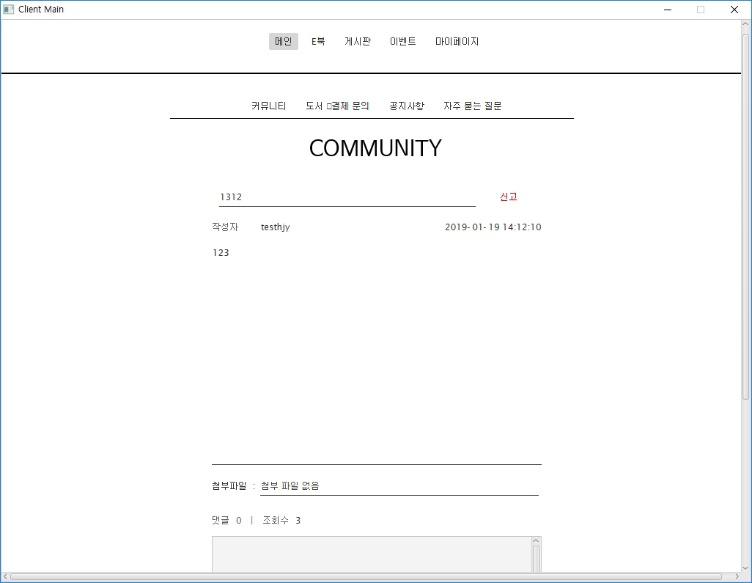 Client Main
메인 E북 게시판 이벤트 마이페이지
커뮤니티 도서 □결제 문의 공지사항 자주 묻는 질문
COMMUNITY
1312 신고
작성자 testhjy 2019-01-19 14:12:10
123
첨부파일 : 첨부 파일 없음
댓글 0 | 조회수 3